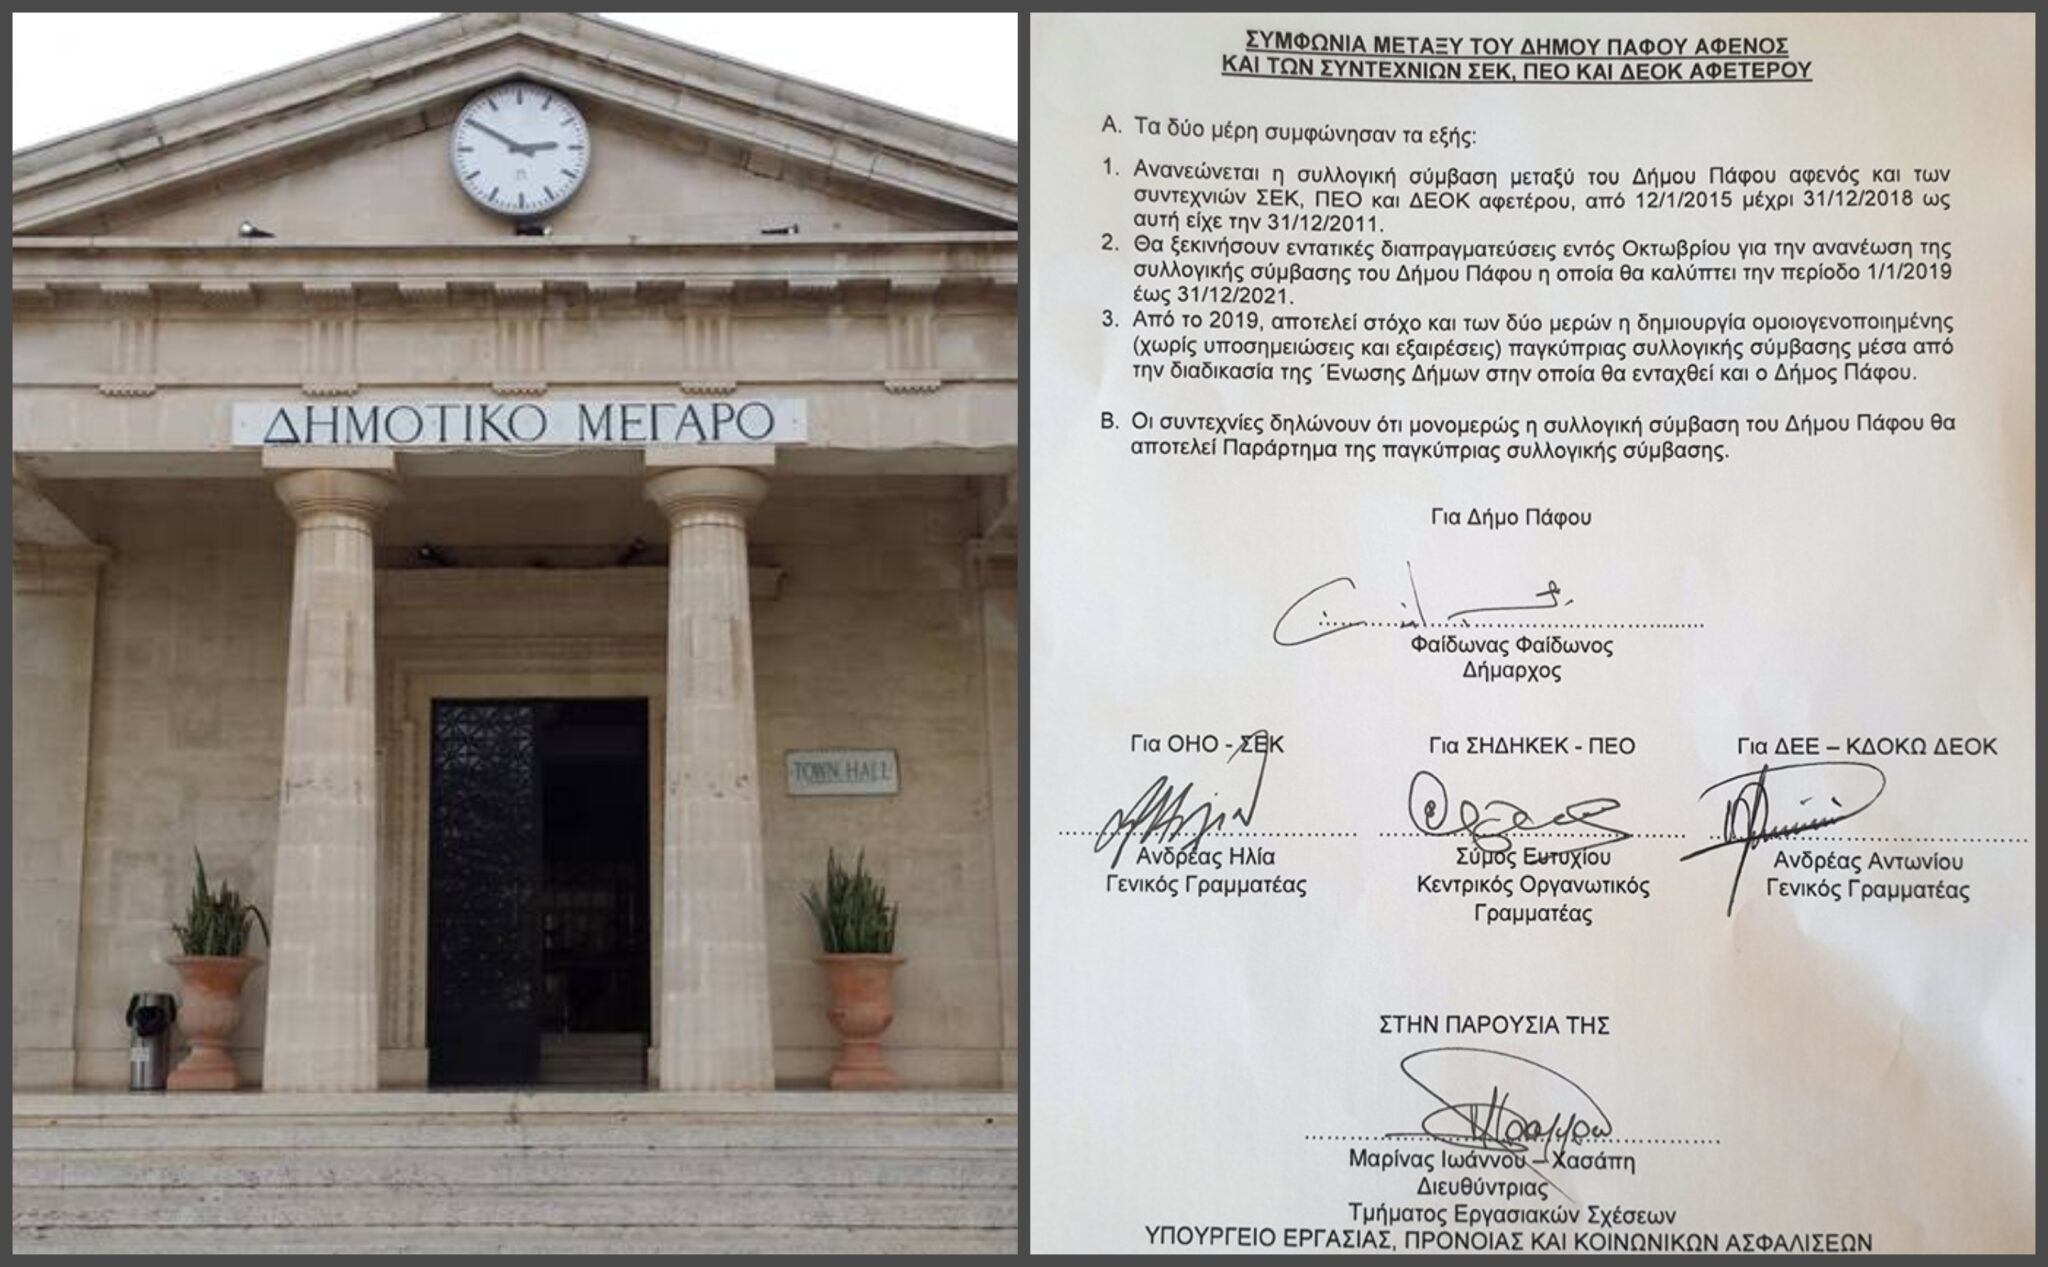 ΔΗΜΟΤΙΚΟ ΜΕΓΑΡΟ
TOWN HALL
ΣΥΜΦΩΝΙΑ ΜΕΤΑΞΥ ΤΟΥ ΔΗΜΟΥ ΠΑΦΟΥ ΑΦΕΝΟΣ
ΚΑΙ ΤΩΝ ΣΥΝΤΕΧΝΙΩΝ ΣΕΚ, ΠΕΟ ΚΑΙ ΔΕΟΚ ΑΦΕΤΕΡΟΥ
Α. Τα δύο μέρη συμφώνησαν τα εξής:
1. Ανανεώνεται η συλλογική σύμβαση μεταξύ του Δήμου Πάφου αφενός και των
συντεχνιών ΣΕΚ, ΠΕΟ και ΔΕΟΚ αφετέρου, από 12/1/2015 μέχρι 31/12/2018 ως
αυτή είχε την 31/12/2011.
2. Θα ξεκινήσουν εντατικές διαπραγματεύσεις εντός Οκτωβρίου για την ανανέωση της
συλλογικής σύμβασης του Δήμου Πάφου η οποία θα καλύπτει την περίοδο 1/1/2019
έως 31/12/2021.
3. Από το 2019, αποτελεί στόχο και των δύο μερών η δημιουργία ομοιογενοποιημένης
(χωρίς υποσημειώσεις και εξαιρέσεις) παγκύπριας συλλογικής σύμβασης μέσα από
την διαδικασία της Ένωσης Δήμων στην οποία θα ενταχθεί και ο Δήμος Πάφου.
Β. Οι συντεχνίες δηλώνουν ότι μονομερώς η συλλογική σύμβαση του Δήμου Πάφου θα
αποτελεί Παράρτημα της παγκύπριας συλλογικής σύμβασης.
Για Δήμο Πάφου
Φαίδωνας Φαίδωνος
Δήμαρχος
Για ΟΗΟ - ΣΕΚ Για ΣΗΔΗΚΕΚ - ΠΕΟ Για ΔΕΕ – ΚΔΟΚΩ ΔΕΟΚ
Ανδρέας Ηλία Σύμος Ευτυχίου Ανδρέας Αντωνίου
Γενικός Γραμματέας Κεντρικός Οργανωτικός Γενικός Γραμματέας
Γραμματέας
ΣΤΗΝ ΠΑΡΟΥΣΙΑ ΤΗΣ
Μαρίνας Ιωάννου – Χασάπη
Διευθύντριας
Τμήματος Εργασιακών Σχέσεων
ΥΠΟΥΡΓΕΙΟ ΕΡΓΑΣΙΑΣ, ΠΡΟΝΟΙΑΣ ΚΑΙ ΚΟΙΝΩΝΙΚΩΝ ΑΣΦΑΛΙΣΕΩΝ